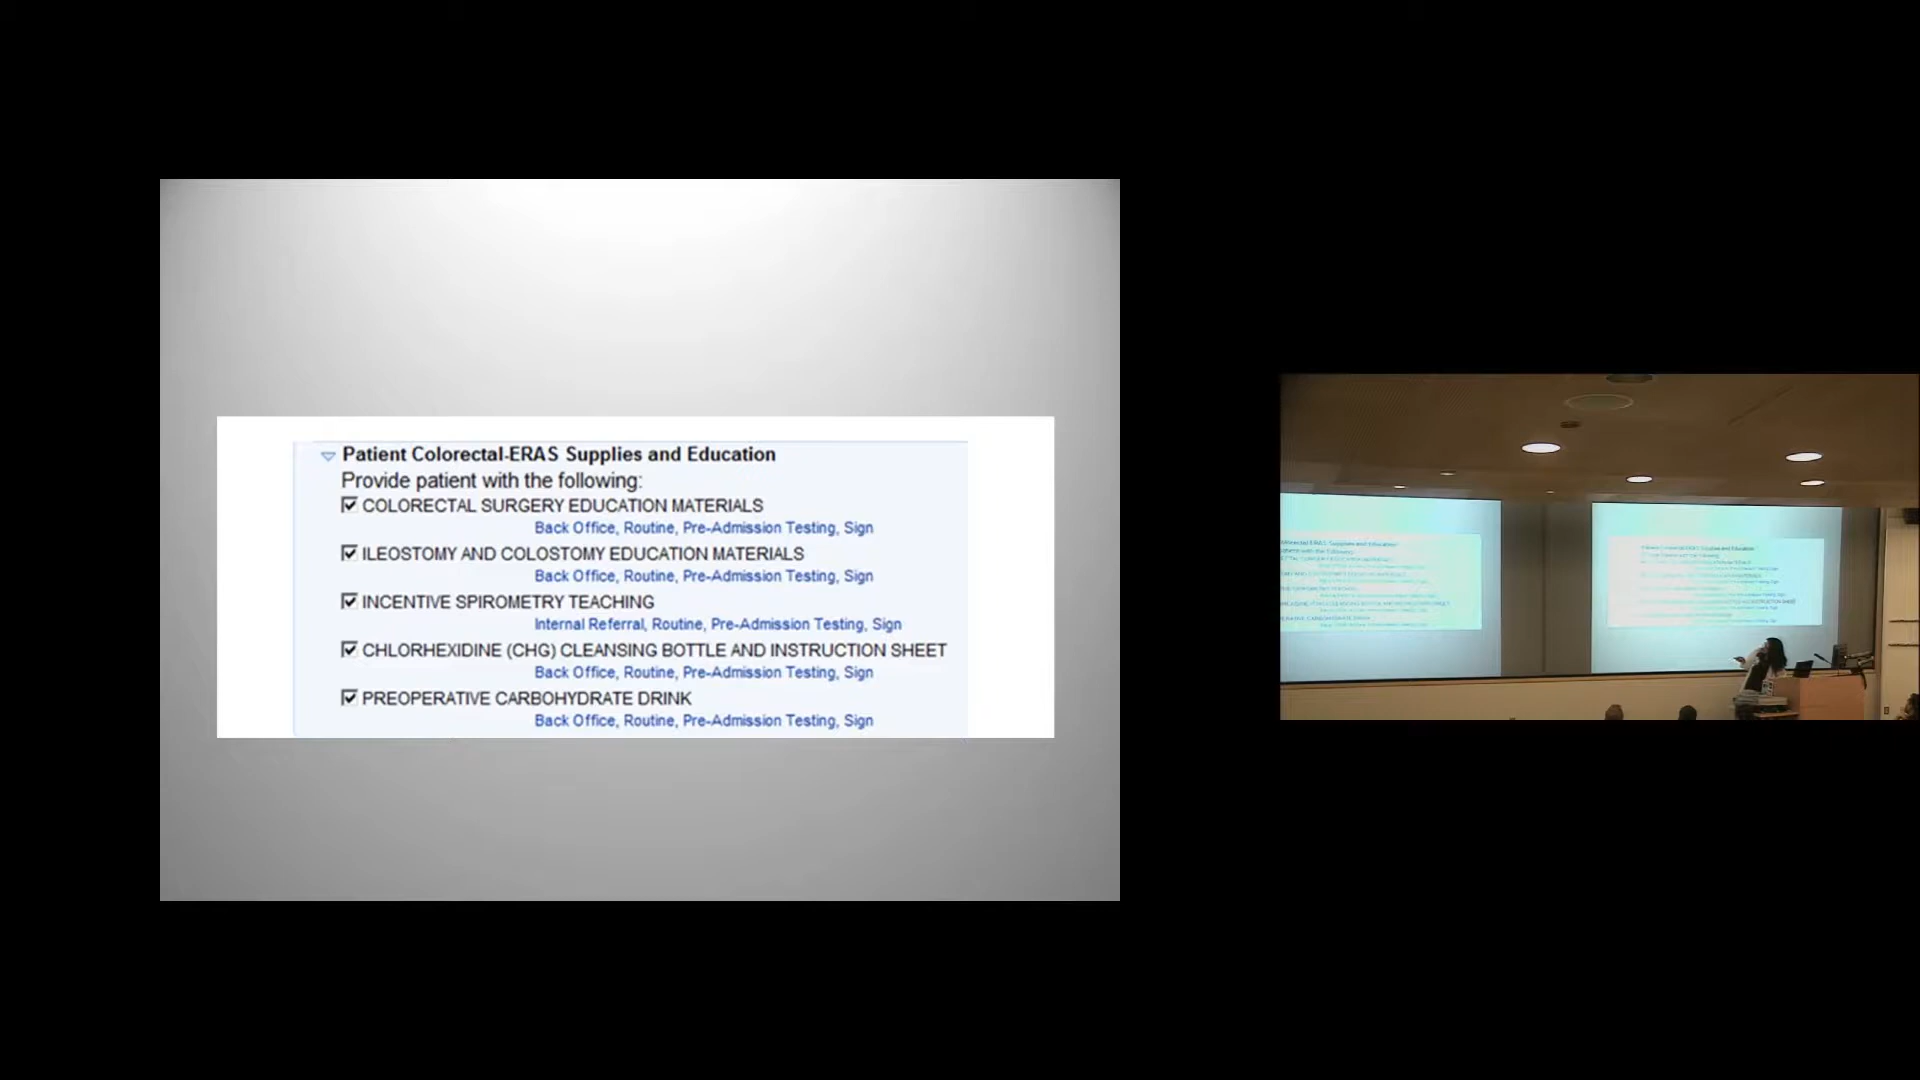 Patient Colorectal-ERAS Supplies and Education
Provide patient with the following:
COLORECTAL SURGERY EDUCATION MATERIALS
Back Office, Routine, Pre-Admission Testing, Sign
ILEOSTOMY AND COLOSTOMY EDUCATION MATERIALS
Back Office, Routine, Pre-Admission Testing, Sign
INCENTIVE SPIROMETRY TEACHING
Internal Referral, Routine, Pre-Admission Testing, Sign
CHLORHEXIDINE (CHG) CLEANSING BOTTLE AND INSTRUCTION SHEET
Back Office, Routine, Pre-Admission Testing, Sign
PREOPERATIVE CARBOHYDRATE DRINK
Back Office, Routine, Pre-Admission Testing, Sign